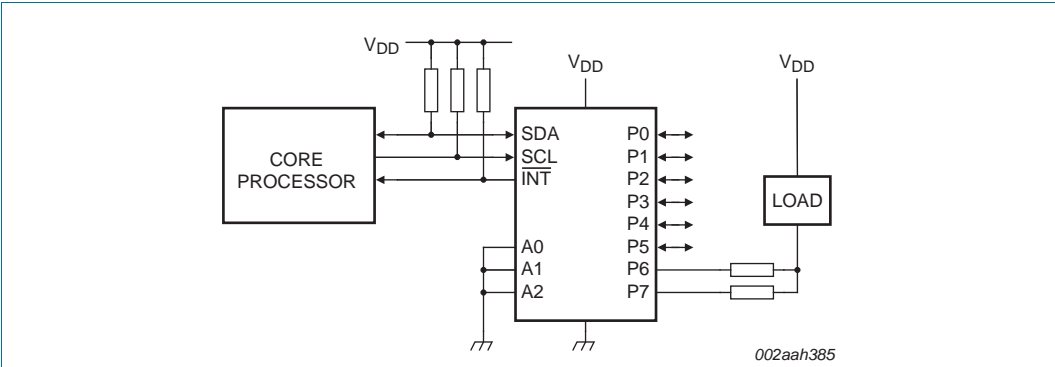 VDD
VDD
VDD
CORE
PROCESSOR
SDA
SCL
INT
A0
A1
A2
P0
P1
P2
P3
P4
P5
P6
P7
LOAD
002aah385